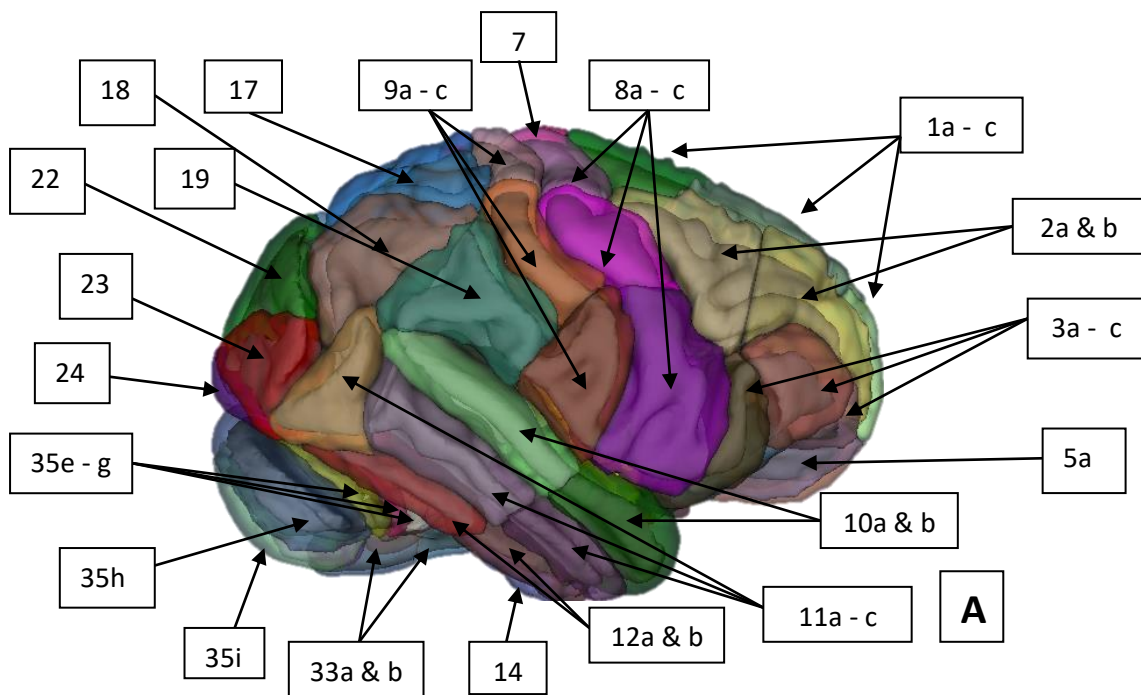 7
18
17
9a - c
8a - c
1a - c
22
19
2a & b
23
3a - c
24
35e - g
5a
10a & b
35h
11a - c
A
35i
33a & b
14
12a & b